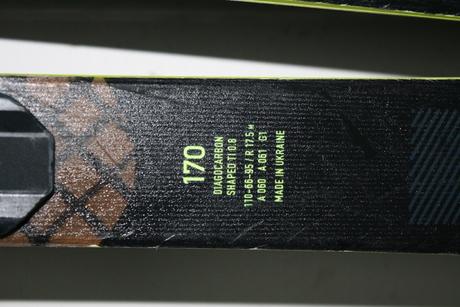 170
DIAGOCARBON
SHAPED TI 0.8
110-66-95 / R 17.5 M
A 060 A 061 G1
MADE IN UKRAINE